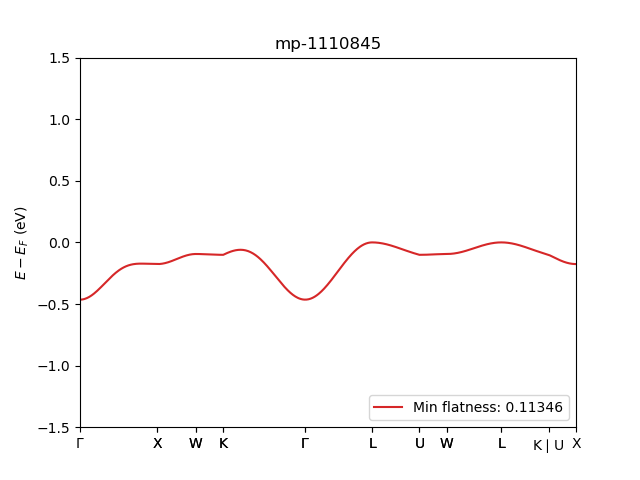 mp-1110845
1.5
1.0
0.5
0.0
−0.5
−1.0
−1.5
E − E_F (eV)
Min flatness: 0.11346
Γ X W K Γ L U W L K | U X